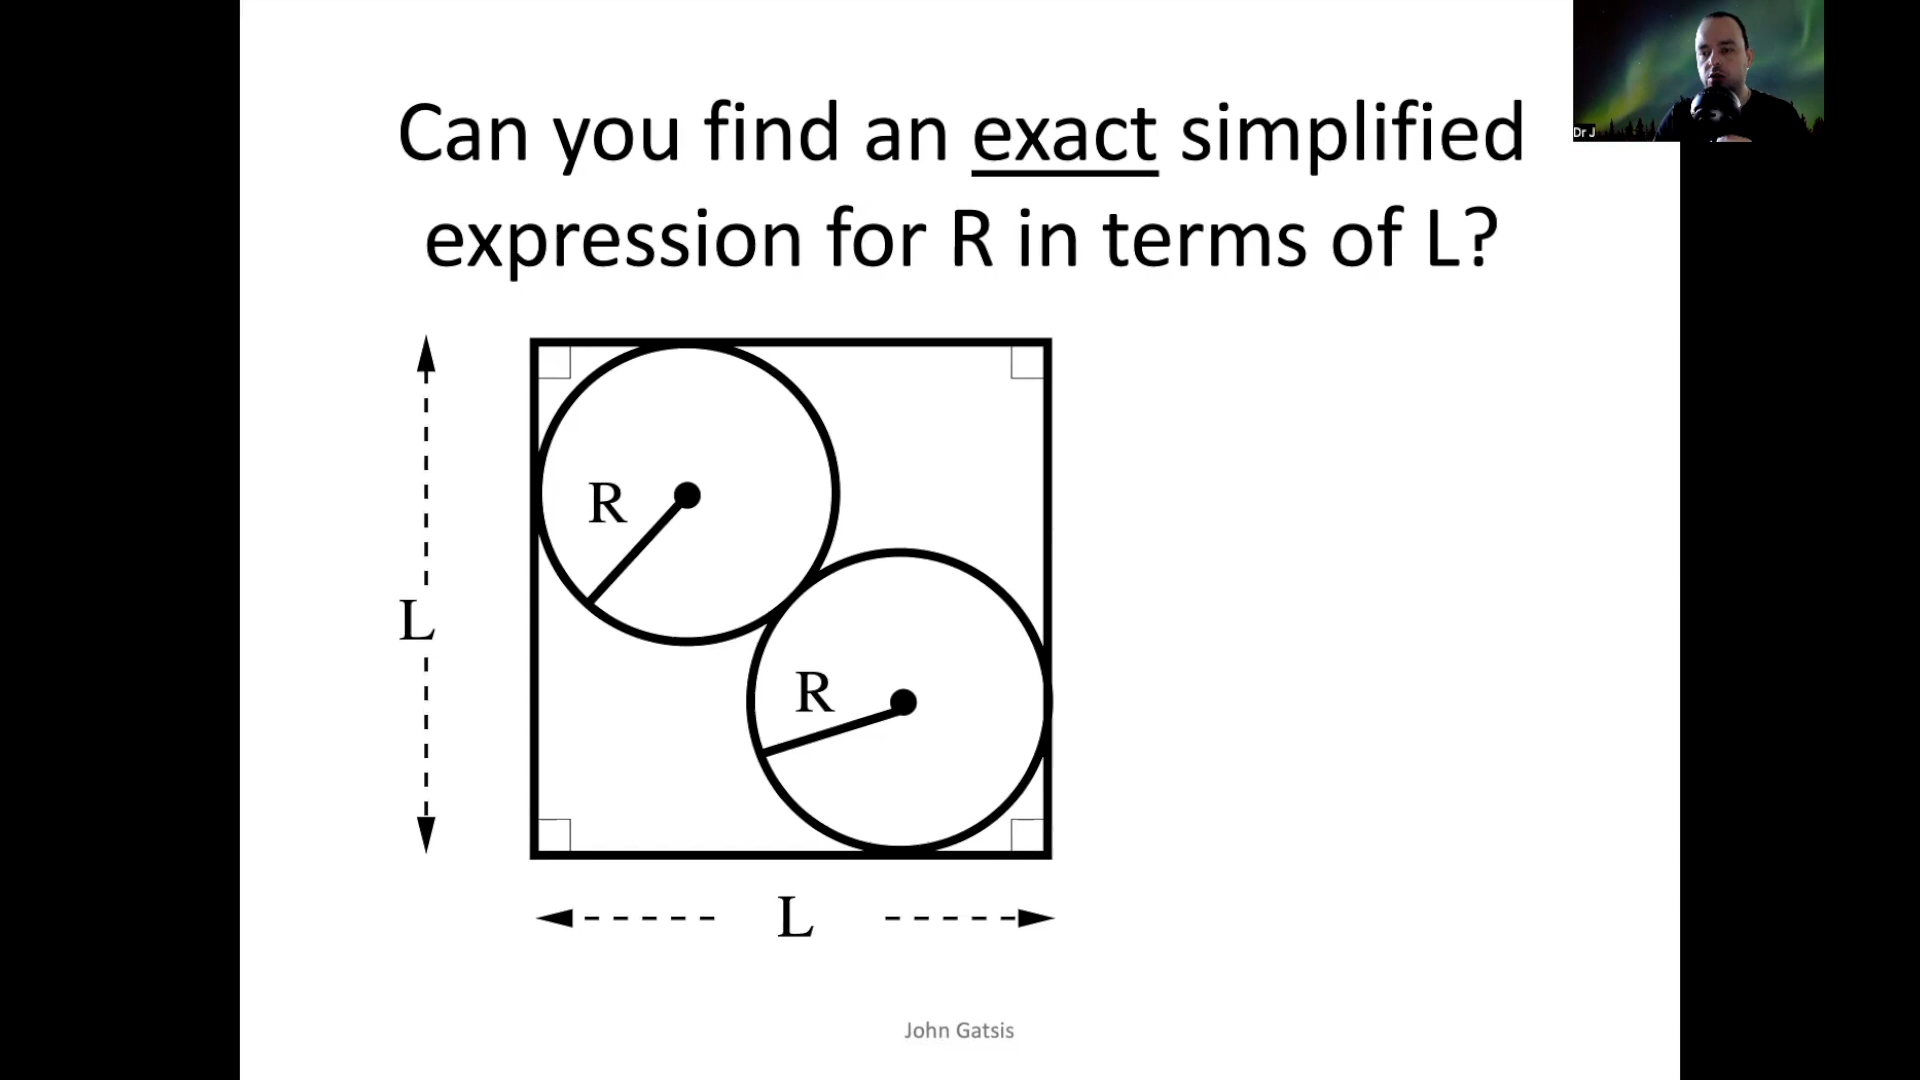 Dr J
Can you find an exact simplified
expression for R in terms of L?
R
L
R
L
John Gatsis